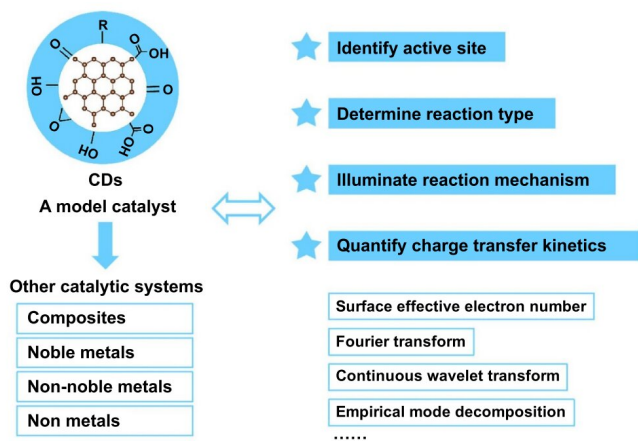 R
O
O
OH
OH
O
O
O
HO
HO
CDs
A model catalyst
Other catalytic systems
Composites
Noble metals
Non-noble metals
Non metals
Identify active site
Determine reaction type
Illuminate reaction mechanism
Quantify charge transfer kinetics
Surface effective electron number
Fourier transform
Continuous wavelet transform
Empirical mode decomposition
......